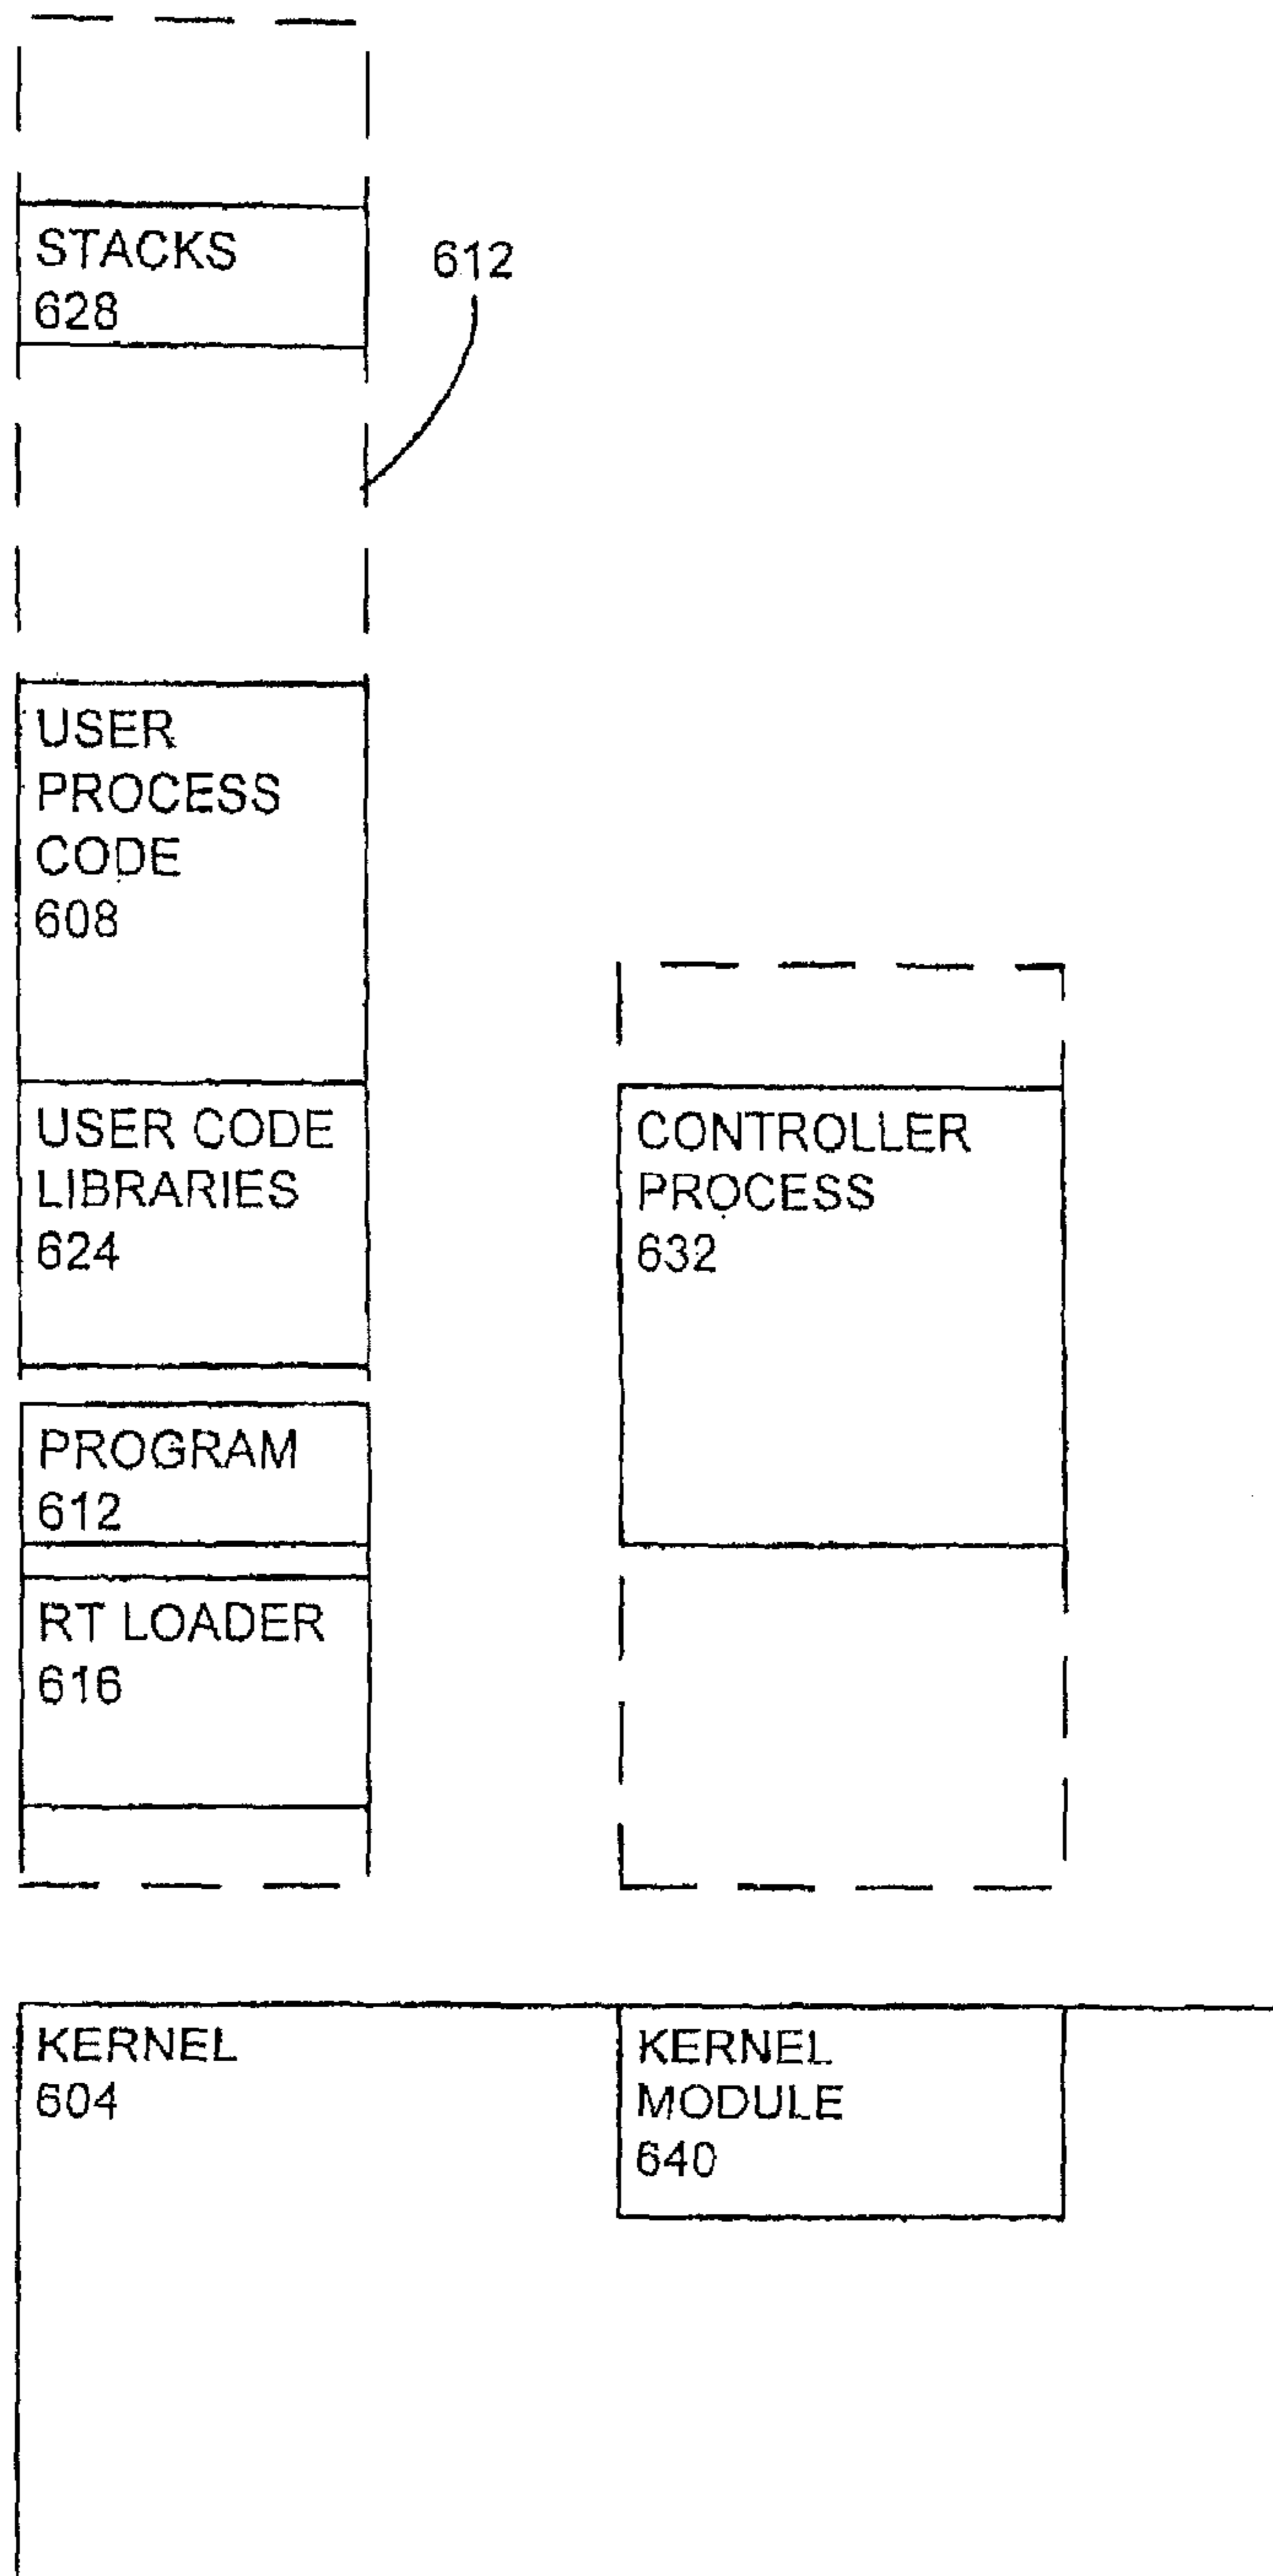 STACKS
628
612
USER
PROCESS
CODE
608
USER CODE
LIBRARIES
624
CONTROLLER
PROCESS
632
PROGRAM
612
RT LOADER
616
KERNEL
604
KERNEL
MODULE
640